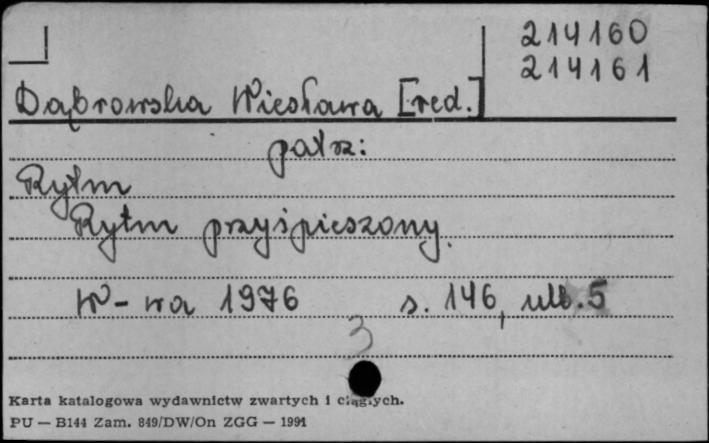 214160
214161
Dąbrowska Wiesława [red.]
patrz:
Rytm
Rytm przyśpieszony.
W-wa 1976 s. 146, nlb. 5
3
Karta katalogowa wydawnictw zwartych i ciągłych.
PU — B144 Zam. 849/DW/On ZGG — 1991